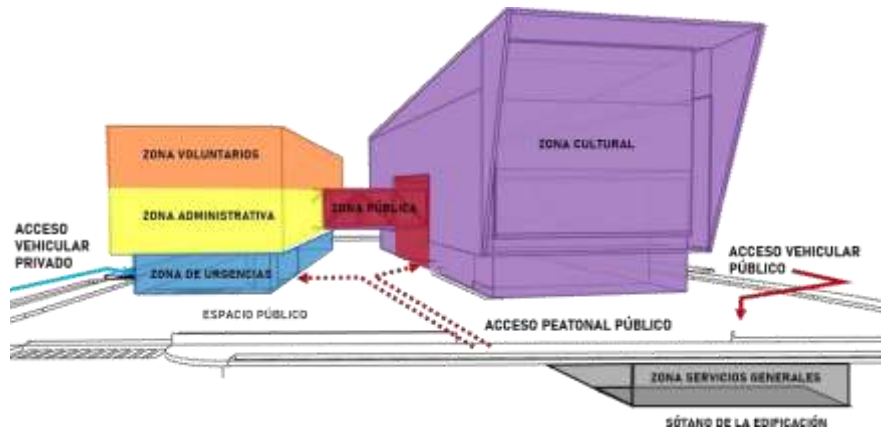 ZONA VOLUNTARIOS
ZONA CULTURAL
ZONA PÚBLICA
ZONA ADMINISTRATIVA
ACCESO
VEHICULAR
PRIVADO
ZONA DE URGENCIAS
ACCESO VEHICULAR
PÚBLICO
ESPACIO PÚBLICO
ACCESO PEATONAL PÚBLICO
ZONA SERVICIOS GENERALES
SÓTANO DE LA EDIFICACIÓN